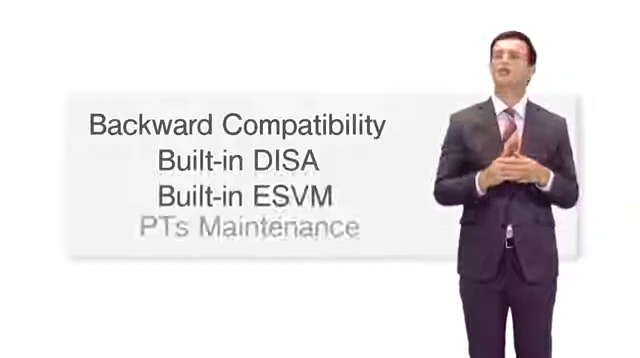 Backward Compatibility
Built-in DISA
Built-in ESVM
PTs Maintenance